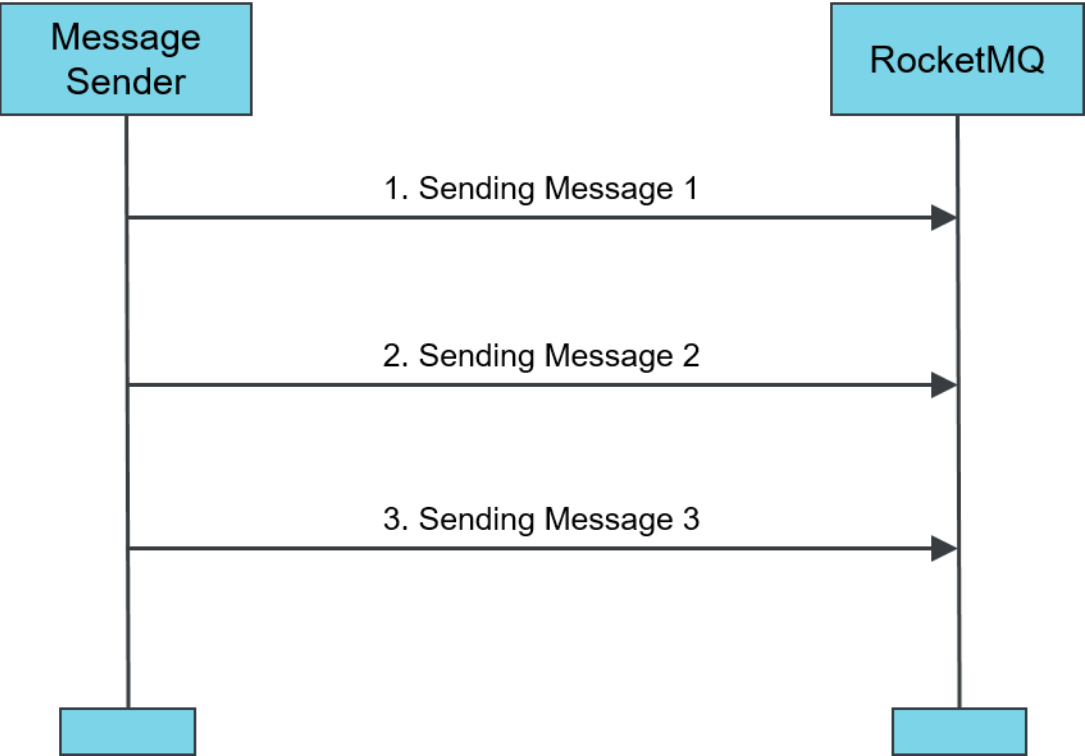 Message
Sender
RocketMQ
1. Sending Message 1
2. Sending Message 2
3. Sending Message 3